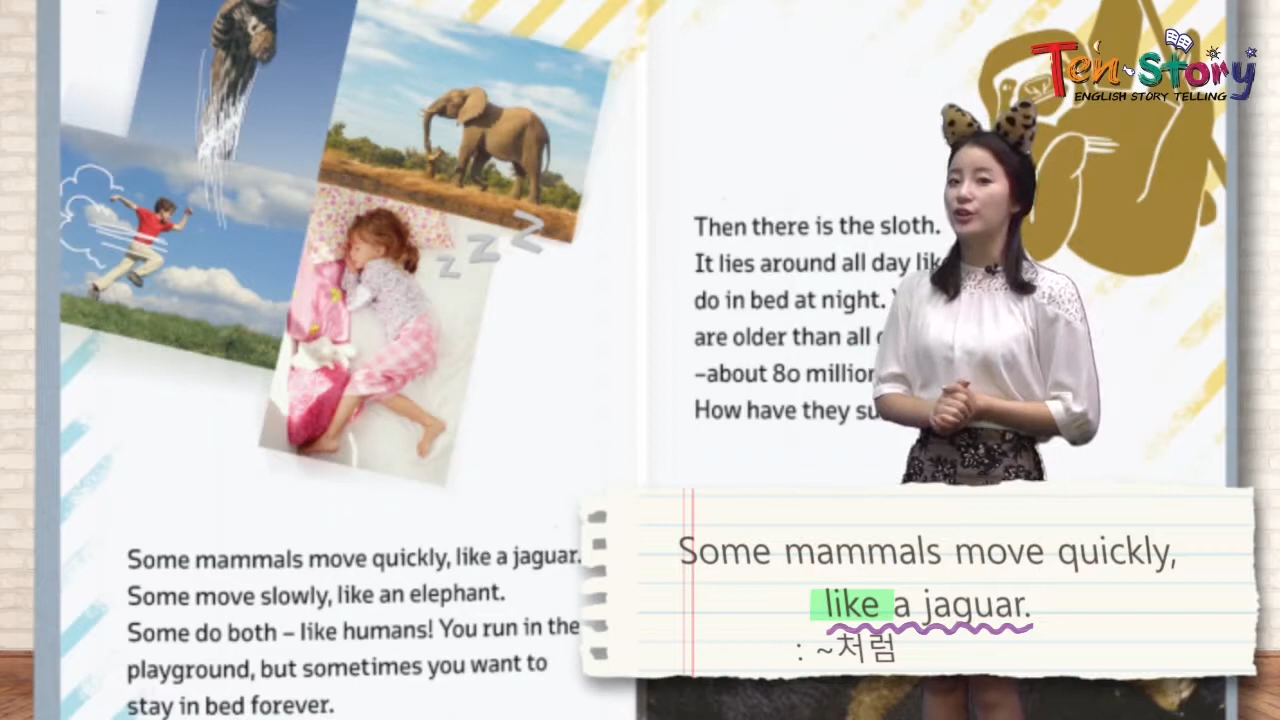 Ten Story
ENGLISH STORY TELLING
z z z
Then there is the sloth.
It lies around all day
do in bed at night.
are older than all
–about 80
How have they
Some mammals move quickly, like a jaguar.
Some move slowly, like an elephant.
Some do both – like humans! You run in the
playground, but sometimes you want to
stay in bed forever.
Some mammals move quickly,
like a jaguar.
: ~처럼